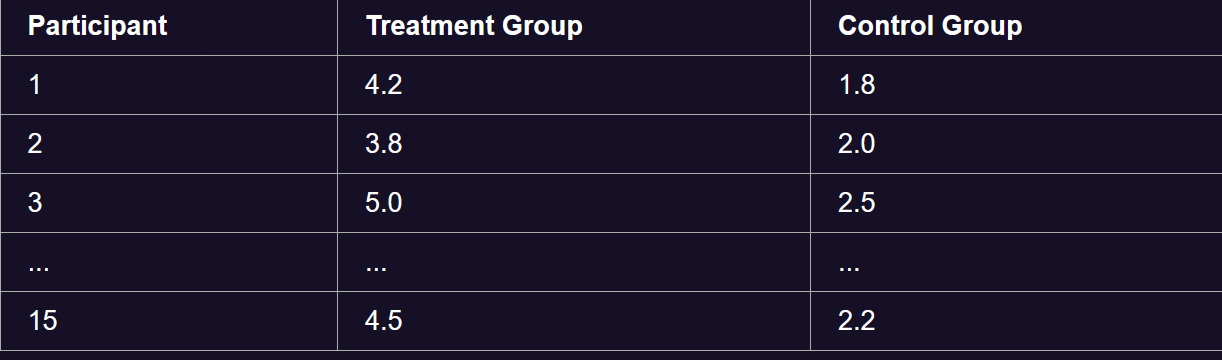 Participant Treatment Group Control Group
1 4.2 1.8
2 3.8 2.0
3 5.0 2.5
... ... ...
15 4.5 2.2